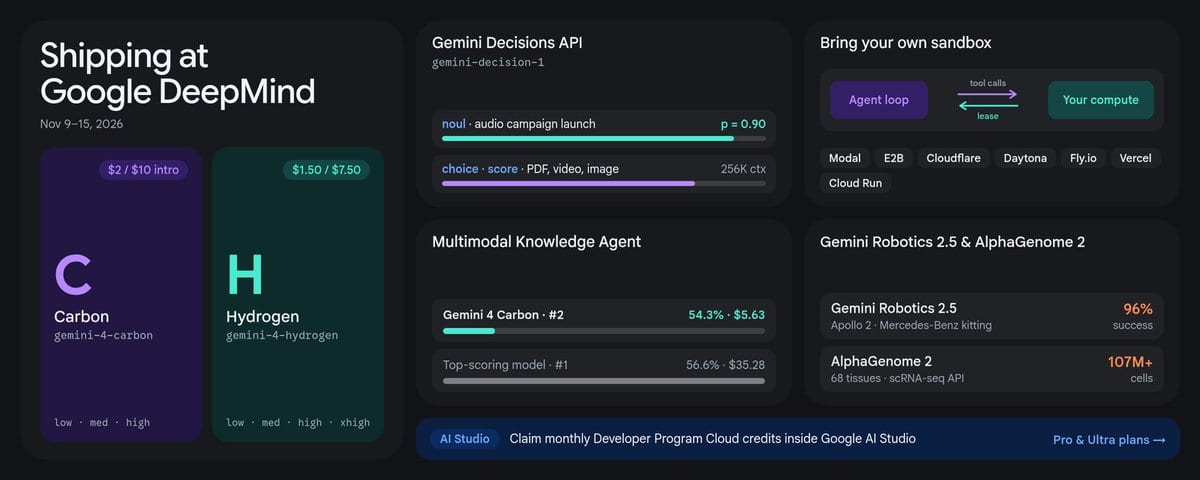 Shipping at
Google DeepMind
Nov 9–15, 2026
$2 / $10 intro
C
Carbon
gemini-4-carbon
low · med · high
$1.50 / $7.50
H
Hydrogen
gemini-4-hydrogen
low · med · high · xhigh
Gemini Decisions API
gemini-decision-1
noul · audio campaign launch p = 0.90
choice · score · PDF, video, image 256K ctx
Bring your own sandbox
Agent loop
tool calls
lease
Your compute
Modal E2B Cloudflare Daytona Fly.io Vercel
Cloud Run
Multimodal Knowledge Agent
Gemini 4 Carbon · #2 54.3% · $5.63
Top-scoring model · #1 56.6% · $35.28
Gemini Robotics 2.5 & AlphaGenome 2
Gemini Robotics 2.5 96%
Apollo 2 · Mercedes-Benz kitting success
AlphaGenome 2 107M+
68 tissues · scRNA-seq API cells
AI Studio Claim monthly Developer Program Cloud credits inside Google AI Studio Pro & Ultra plans →